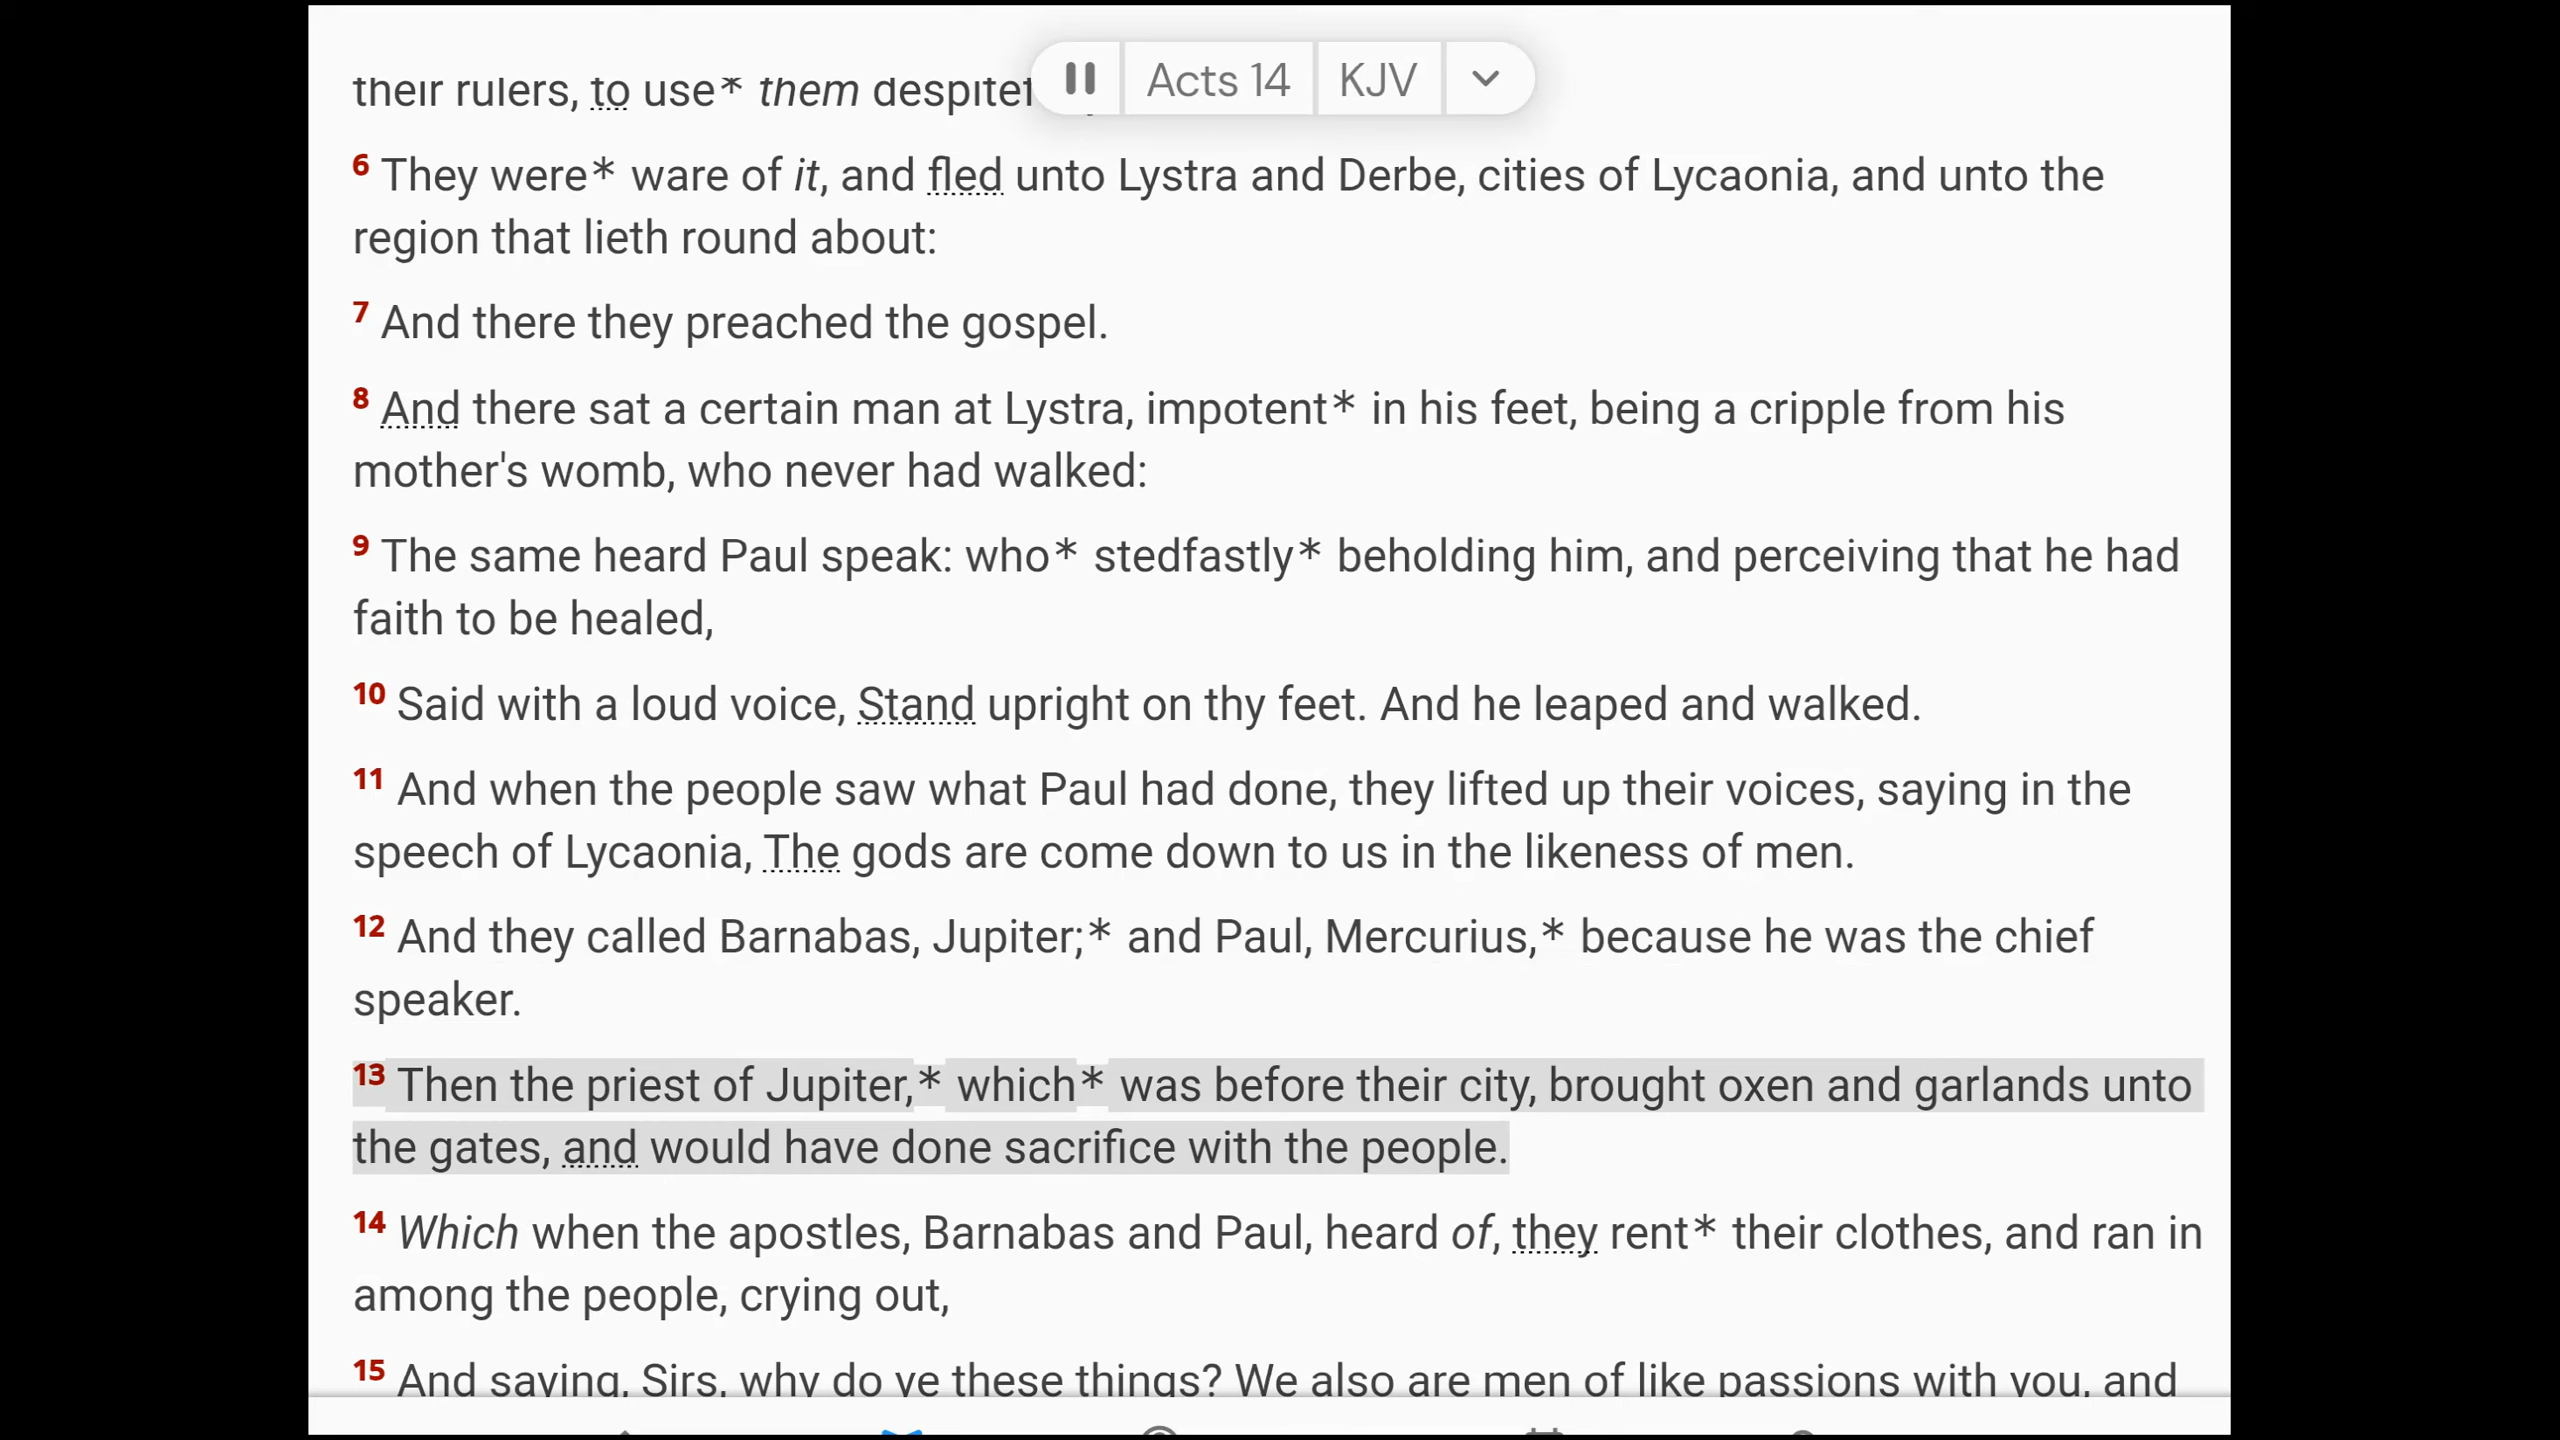 their rulers, to use* them
Acts 14 KJV
6 They were* ware of it, and fled unto Lystra and Derbe, cities of Lycaonia, and unto the
region that lieth round about:
7 And there they preached the gospel.
8 And there sat a certain man at Lystra, impotent* in his feet, being a cripple from his
mother's womb, who never had walked:
9 The same heard Paul speak: who* stedfastly* beholding him, and perceiving that he had
faith to be healed,
10 Said with a loud voice, Stand upright on thy feet. And he leaped and walked.
11 And when the people saw what Paul had done, they lifted up their voices, saying in the
speech of Lycaonia, The gods are come down to us in the likeness of men.
12 And they called Barnabas, Jupiter;* and Paul, Mercurius,* because he was the chief
speaker.
13 Then the priest of Jupiter,* which* was before their city, brought oxen and garlands unto
the gates, and would have done sacrifice with the people.
14 Which when the apostles, Barnabas and Paul, heard of, they rent* their clothes, and ran in
among the people, crying out,
15 And saying, Sirs, why do ye these things? We also are men of like passions with you, and